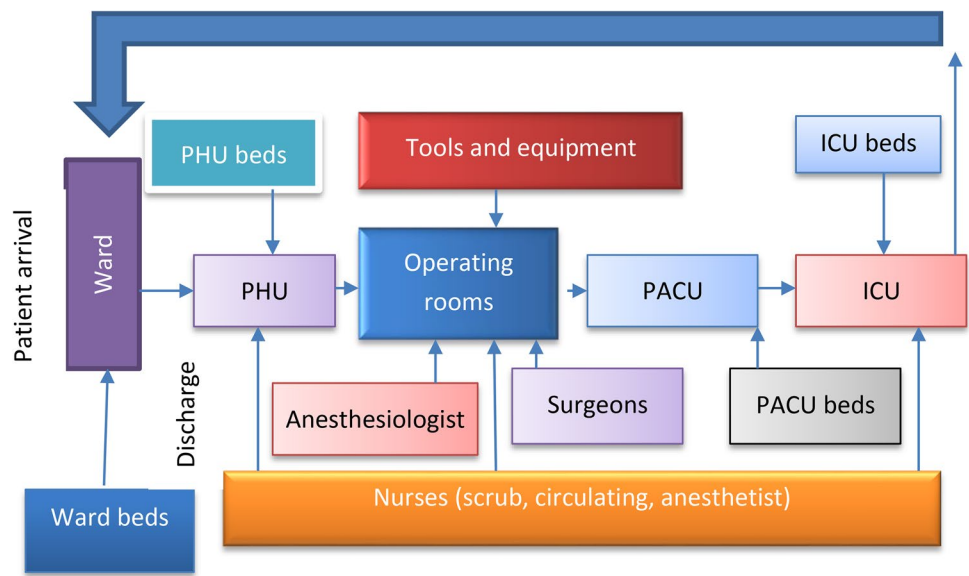 PHU beds
Tools and equipment
ICU beds
Patient arrival
Ward
PHU
Operating
rooms
PACU
ICU
Discharge
Anesthesiologist
Surgeons
PACU beds
Ward beds
Nurses (scrub, circulating, anesthetist)